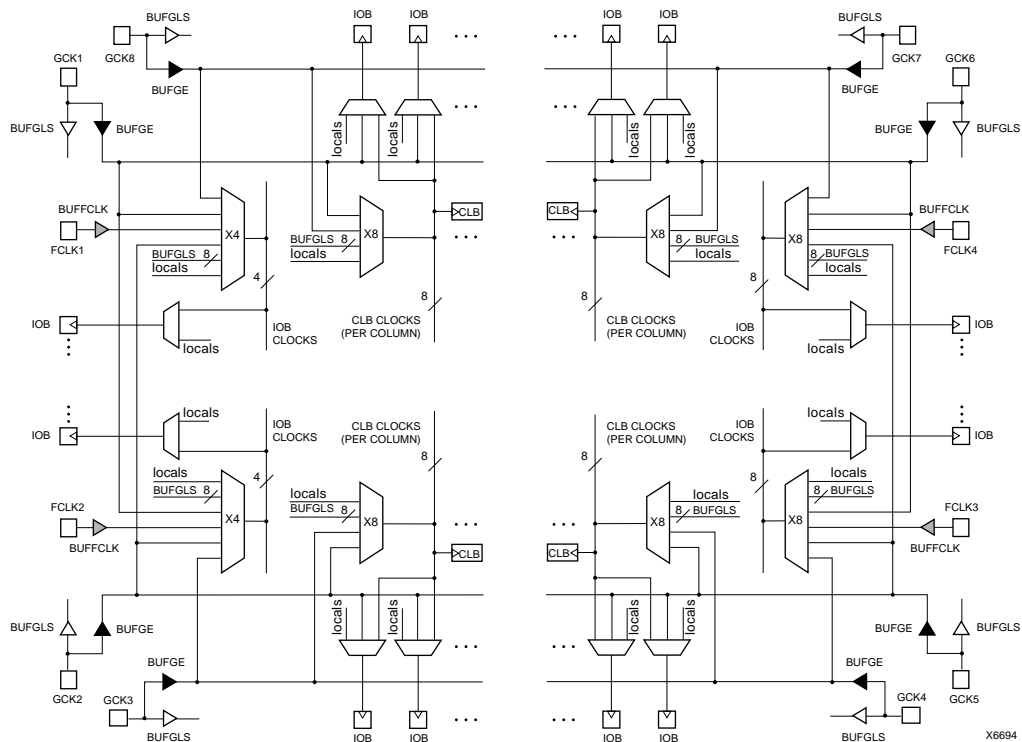 BUFGLS
IOB IOB
IOB IOB
BUFGLS
GCK8
BUFGE
GCK7
BUFGE
GCK1
GCK6
BUFGLS
BUFGE
locals
locals
locals
locals
BUFGE
BUFGLS
BUFFCLK
FCLK1
X4
BUFGLS 8
locals
4
X8
BUFGLS 8
locals
CLB
8
CLB
X8
8 BUFGLS
locals
8
X8
8 BUFGLS
locals
8
BUFFCLK
FCLK4
IOB
locals
IOB
CLOCKS
CLB CLOCKS
(PER COLUMN)
CLB CLOCKS
(PER COLUMN)
IOB
CLOCKS
locals
IOB
IOB
locals
IOB
CLOCKS
CLB CLOCKS
(PER COLUMN)
CLB CLOCKS
(PER COLUMN)
IOB
CLOCKS
locals
IOB
FCLK2
BUFFCLK
locals
BUFGLS 8
X4
4
locals
BUFGLS 8
X8
8
CLB
8
CLB
X8
locals
8 BUFGLS
8
X8
locals
8 BUFGLS
FCLK3
BUFFCLK
BUFGLS
BUFGE
locals
locals
locals
locals
BUFGE
BUFGLS
GCK2
GCK3
BUFGE
BUFGLS
IOB IOB
IOB IOB
BUFGE
GCK4
BUFGLS
GCK5
X6694